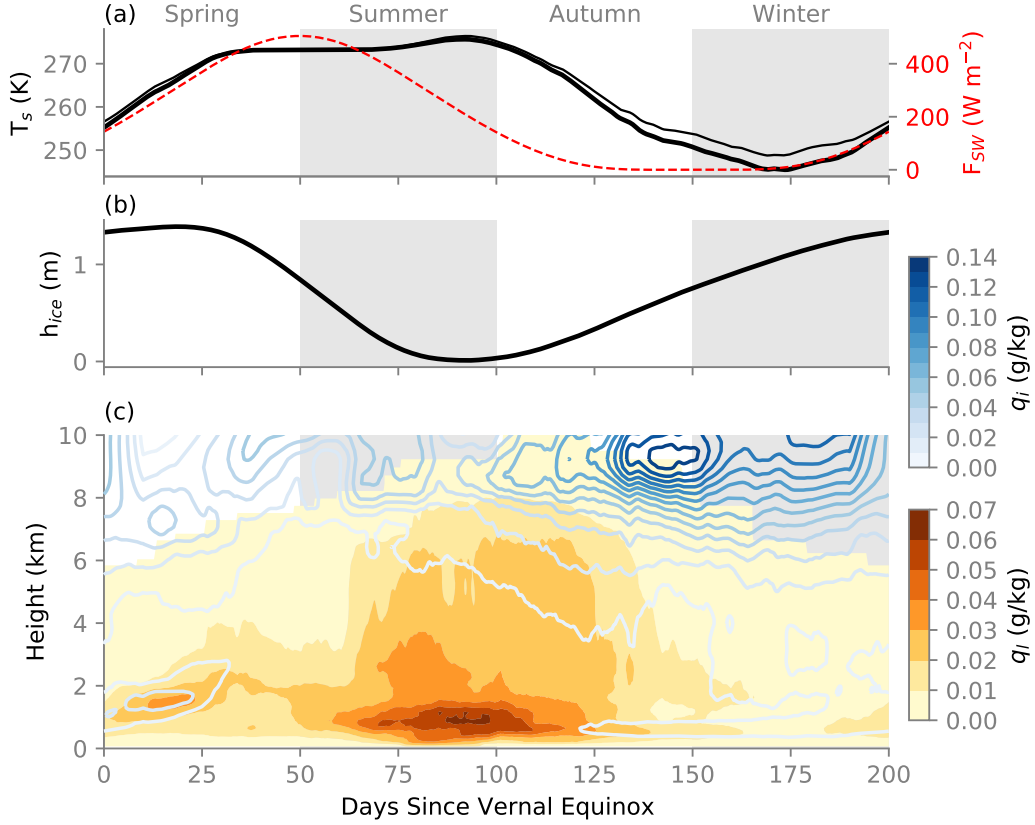 Spring Summer Autumn Winter
(a)
270
260
250
T_s (K)
400
200
0
F_SW (W m⁻²)
(b)
1
0
h_ice (m)
(c)
10
8
6
4
2
0
Height (km)
0 25 50 75 100 125 150 175 200
Days Since Vernal Equinox
0.14
0.12
0.10
0.08
0.06
0.04
0.02
0.00
q_i (g/kg)
0.07
0.06
0.05
0.04
0.03
0.02
0.01
0.00
q_l (g/kg)